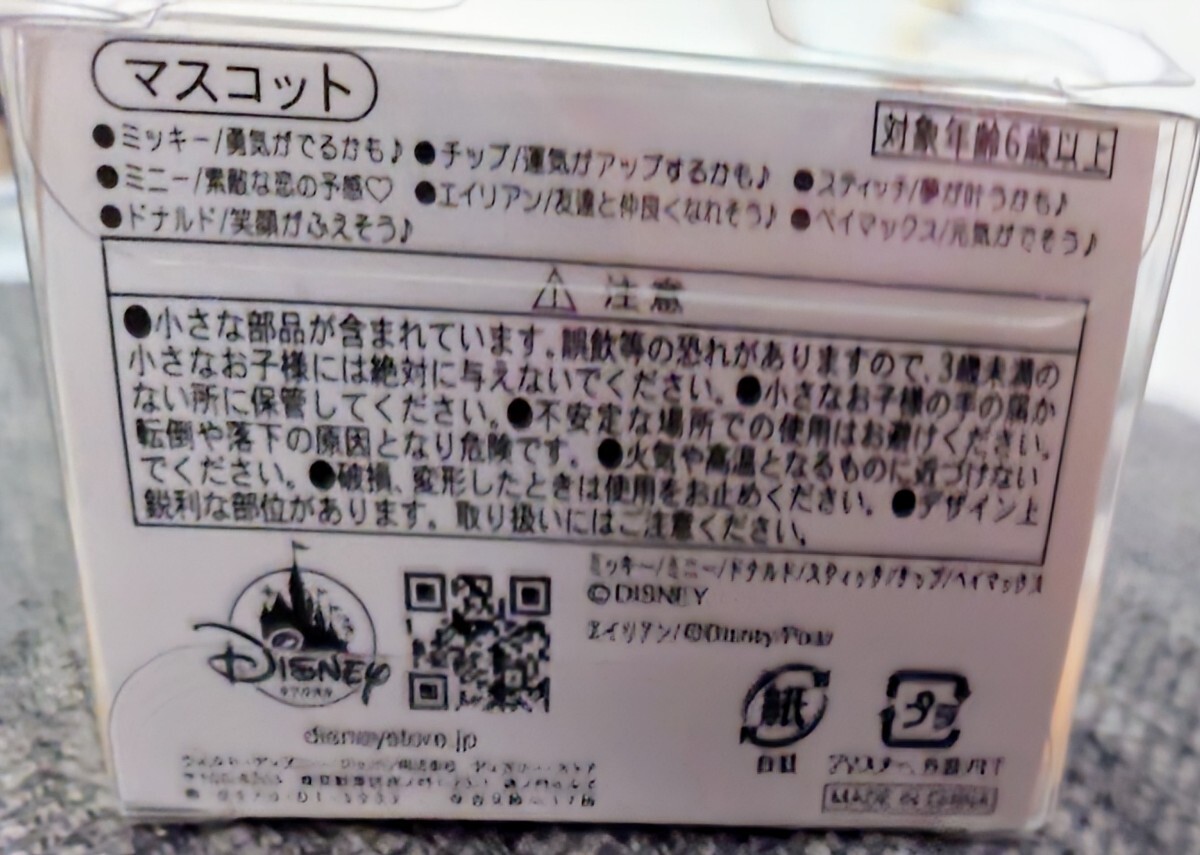 マスコット
対象年齢6歳以上
●ミッキー/勇気がでるかも♪ ●チップ/運気がアップするかも♪ ●スティッチ/夢が叶うかも♪
●ミニー/素敵な恋の予感♡ ●エイリアン/友達と仲良くなれそう♪ ●ベイマックス/元気がでそう♪
●ドナルド/笑顔がふえそう♪
⚠ 注意
●小さな部品が含まれています。誤飲等の恐れがありますので、3歳未満の
小さなお子様には絶対に与えないでください。●小さなお子様の手の届か
ない所に保管してください。●不安定な場所での使用はお避けください。
転倒や落下の原因となり危険です。●火気や高温となるものに近づけない
でください。●破損、変形したときは使用をお止めください。●デザイン上
鋭利な部位があります。取り扱いにはご注意ください。
ミッキー/ミニー/ドナルド/スティッチ/チップ/ベイマックス
©DISNEY
エイリアン/©Disney/Pixar
DISNEY
STORE
disneystore.jp
紙
プラ
台紙
MADE IN CHINA